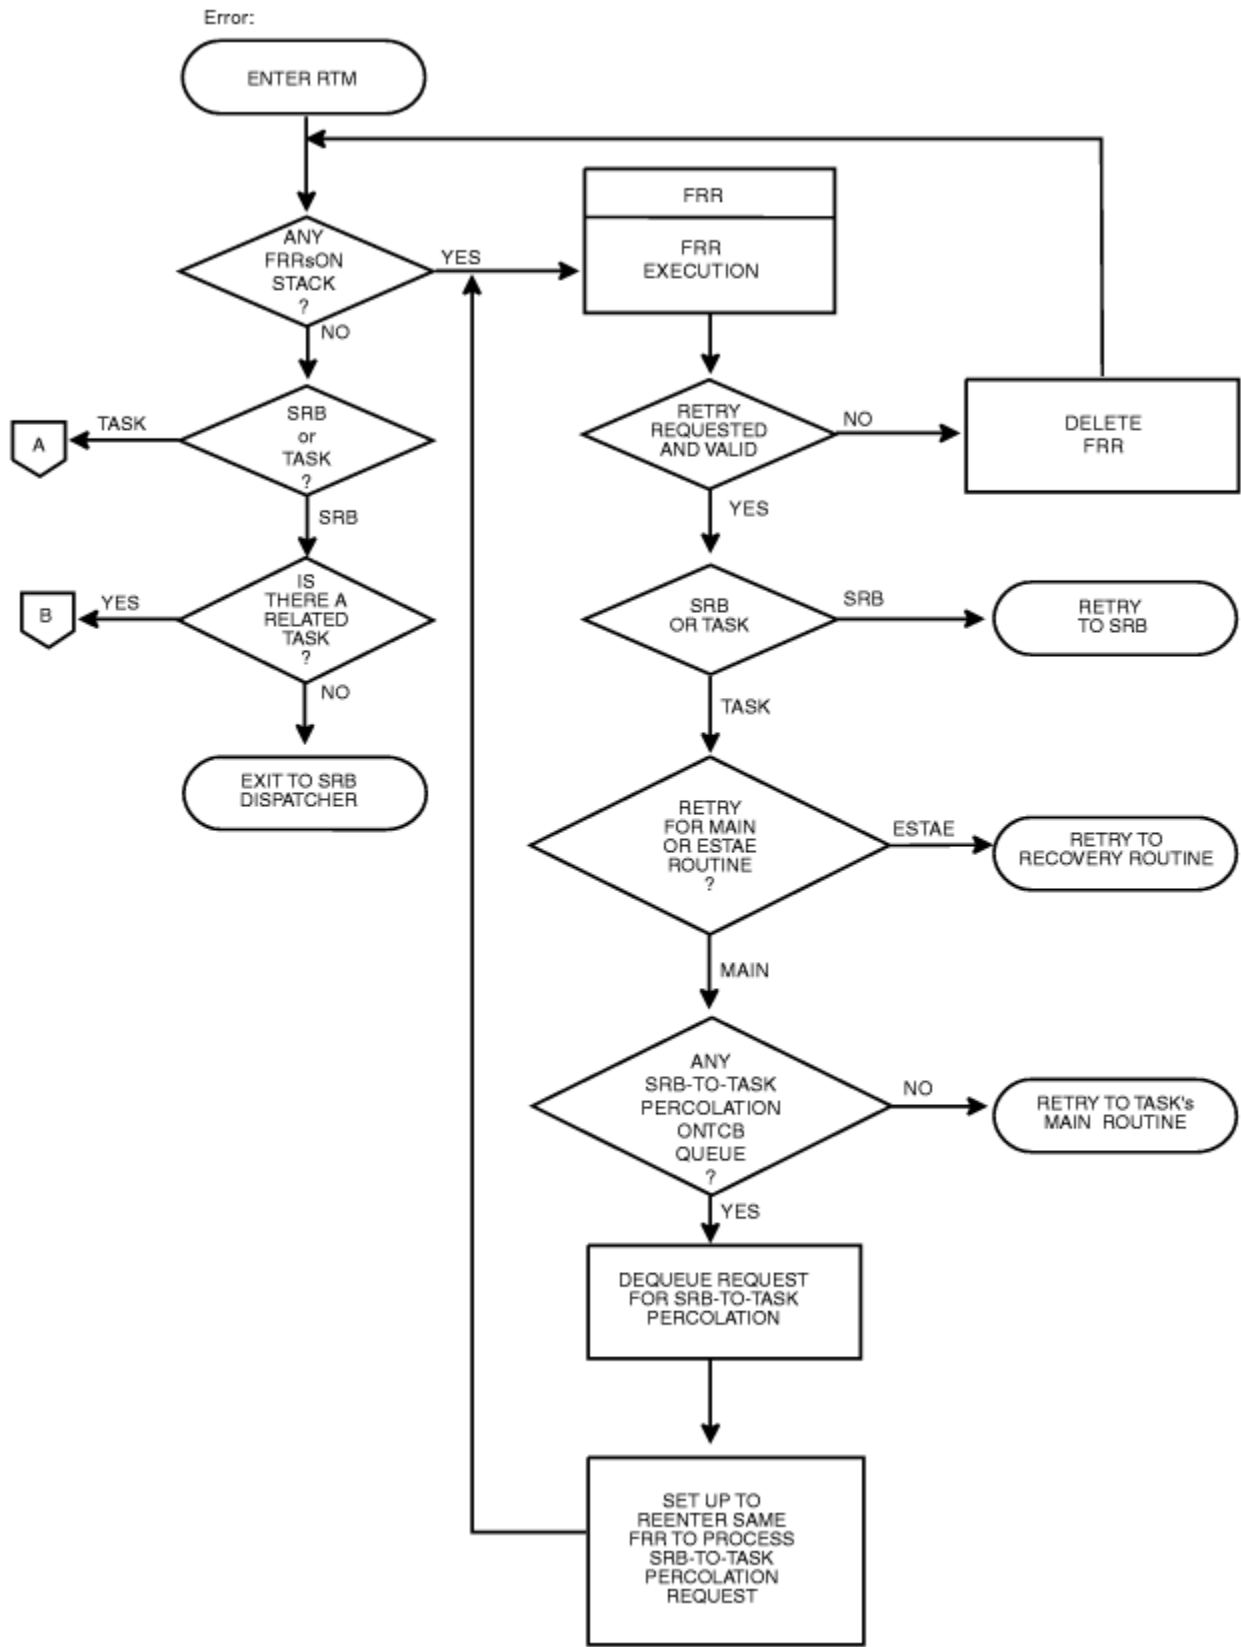 Error:
ENTER RTM
ANY
FRRsON
STACK
?
YES
NO
FRR
FRR
EXECUTION
SRB
or
TASK
?
TASK
A
SRB
RETRY
REQUESTED
AND VALID
NO
DELETE
FRR
YES
IS
THERE A
RELATED
TASK
?
YES
B
NO
SRB
OR TASK
SRB
RETRY
TO SRB
TASK
EXIT TO SRB
DISPATCHER
RETRY
FOR MAIN
OR ESTAE
ROUTINE
?
ESTAE
RETRY TO
RECOVERY ROUTINE
MAIN
ANY
SRB-TO-TASK
PERCOLATION
ONTCB
QUEUE
?
NO
RETRY TO TASK's
MAIN ROUTINE
YES
DEQUEUE REQUEST
FOR SRB-TO-TASK
PERCOLATION
SET UP TO
REENTER SAME
FRR TO PROCESS
SRB-TO-TASK
PERCOLATION
REQUEST